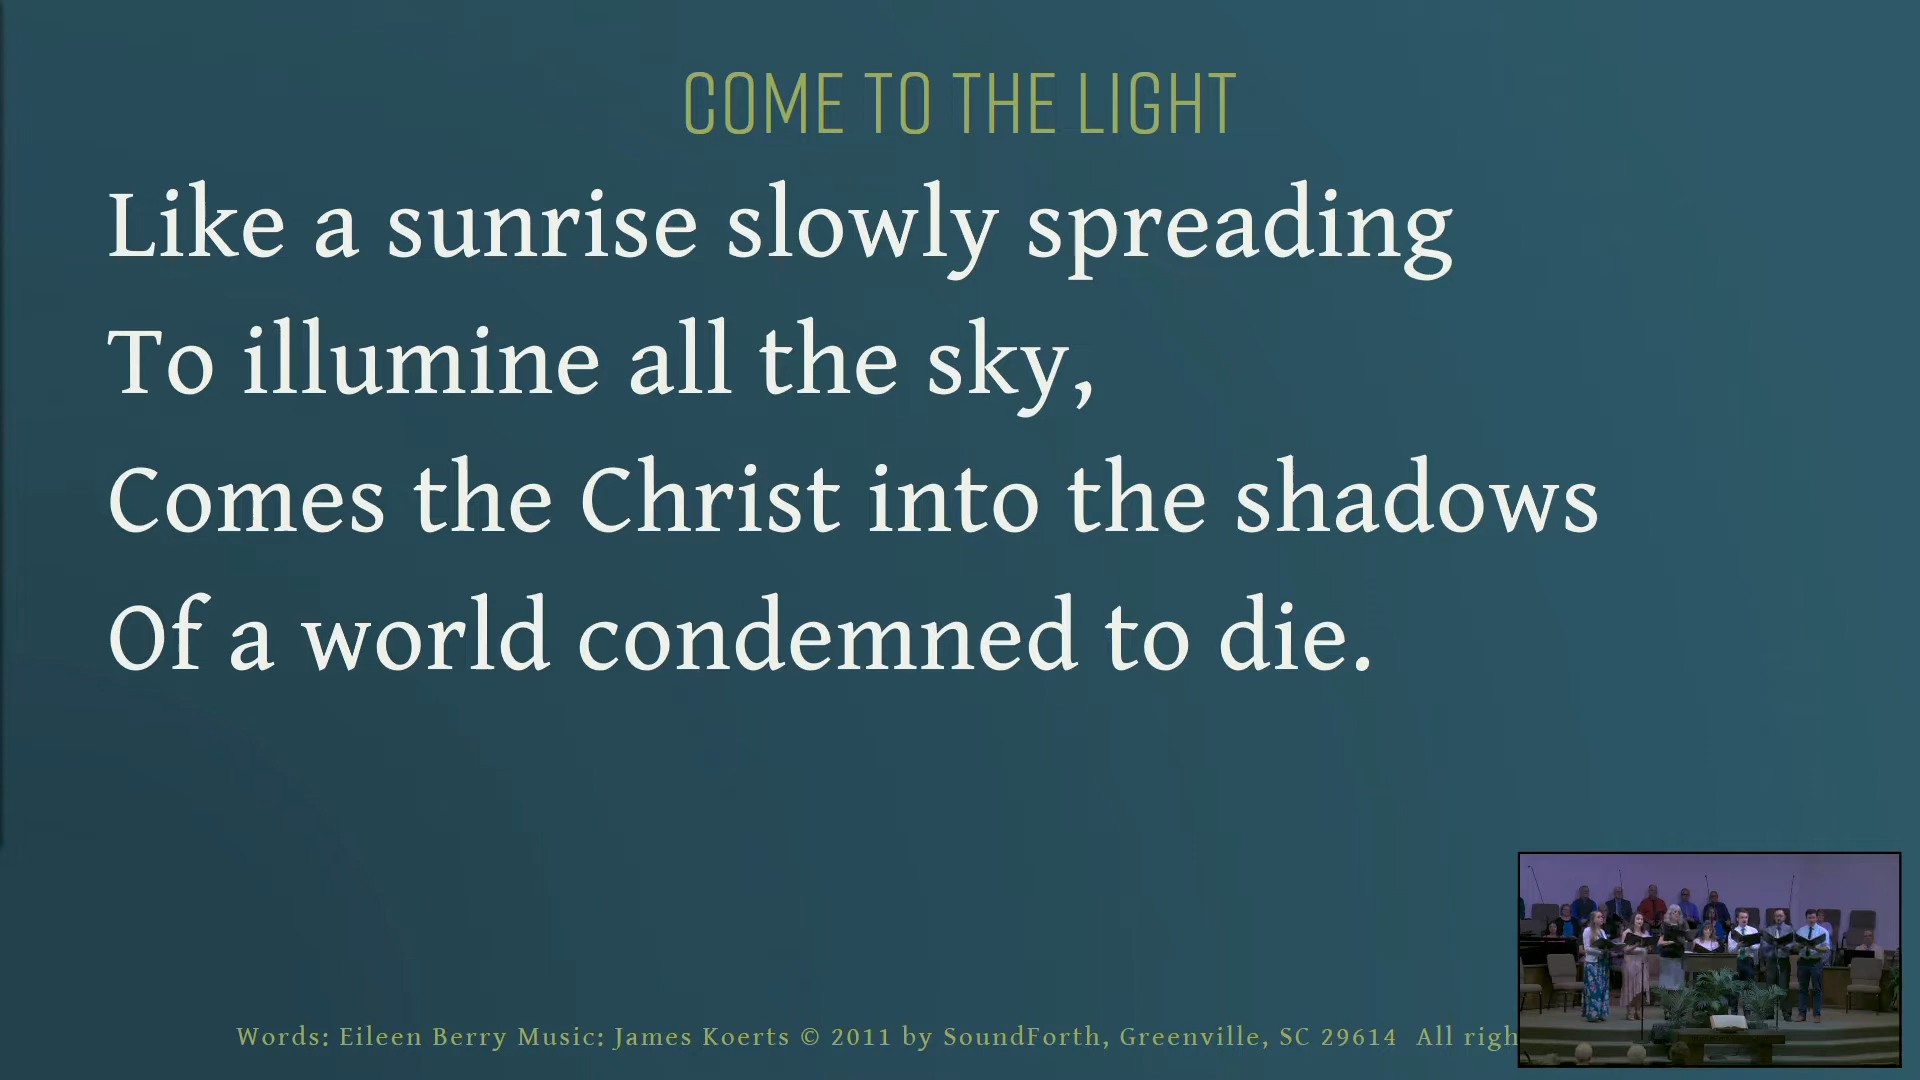 COME TO THE LIGHT
Like a sunrise slowly spreading
To illumine all the sky,
Comes the Christ into the shadows
Of a world condemned to die.
Words: Eileen Berry Music: James Koerts © 2011 by SoundForth, Greenville, SC 29614 All righ